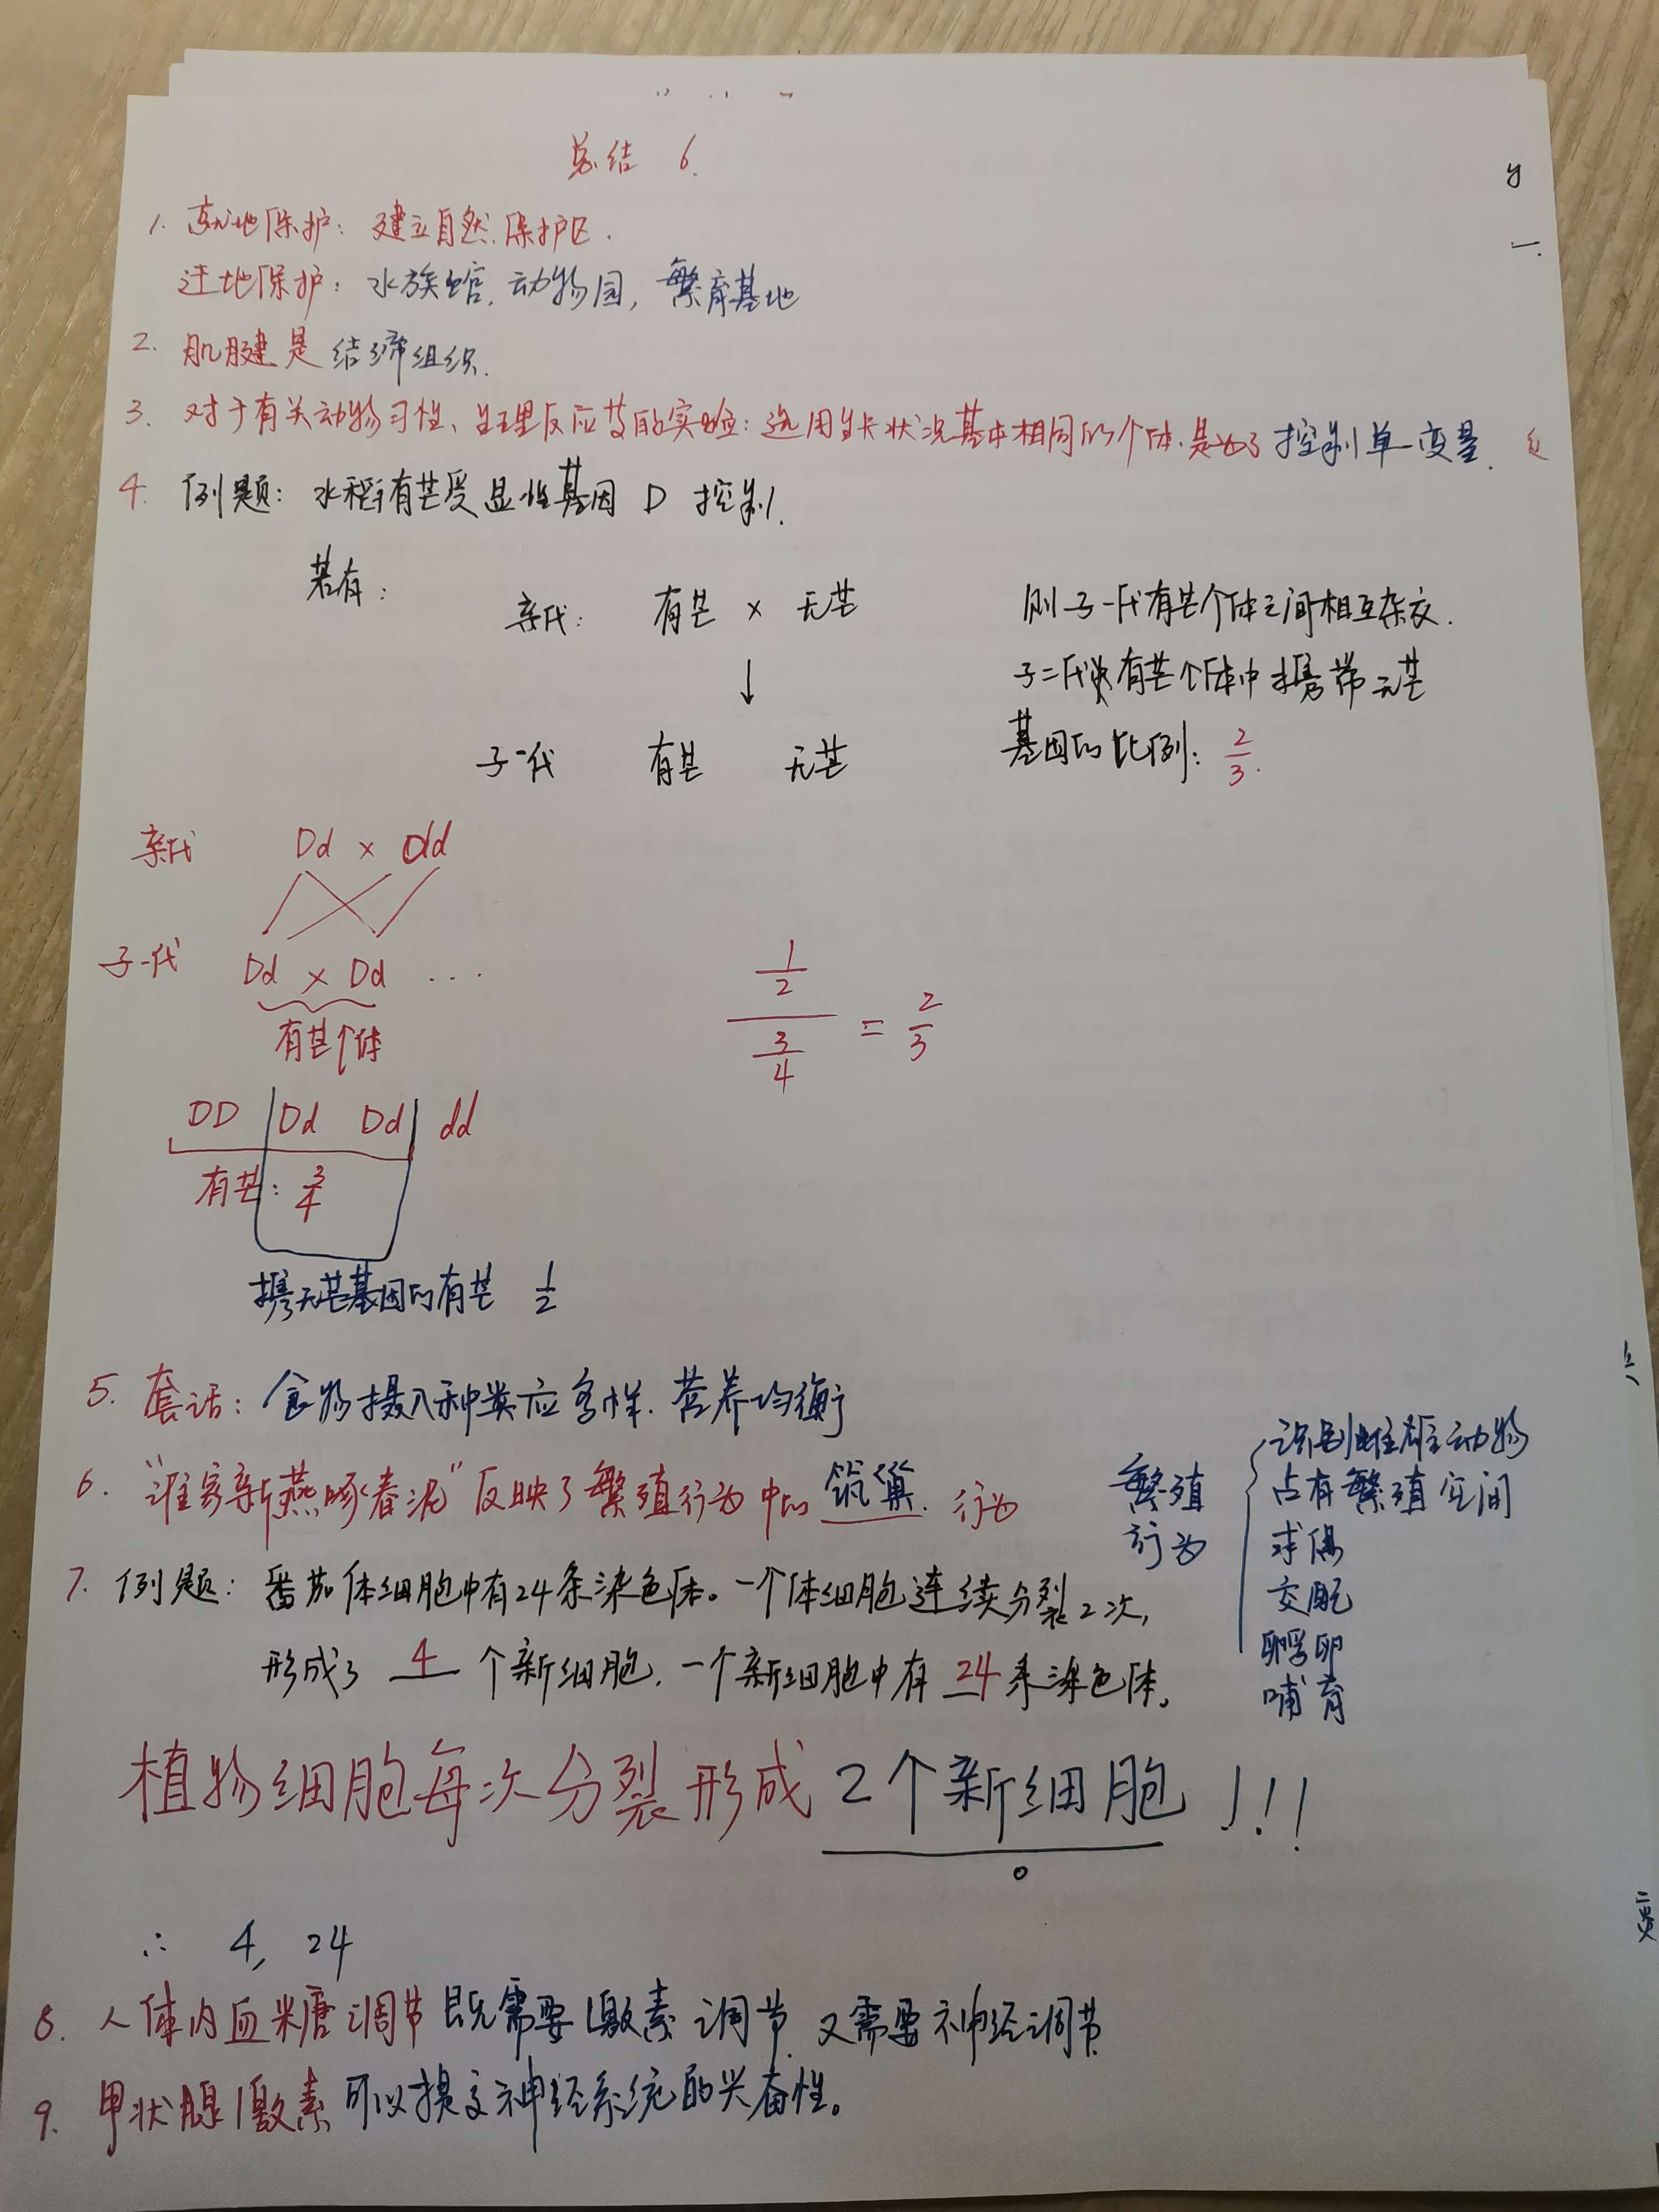 总结 6.
1. 就地保护：建立自然保护区.
迁地保护：水族馆, 动物园, 繁育基地
2. 肌腱是结缔组织.
3. 对于有关动物习性、生理反应等的实验：选用生长状况基本相同的个体.是为了控制单一变量.
4. 例题：水稻有芒受显性基因 D 控制.
若有：
亲代： 有芒 × 无芒
↓
子一代 有芒 无芒
则子一代有芒个体之间相互杂交.
子二代有芒个体中携带无芒
基因的比例：2/3.
亲代 Dd × dd
子一代 Dd × Dd ...
有芒个体
DD Dd Dd dd
有芒：3/4
携无芒基因的有芒 1/2
1/2 / 3/4 = 2/3
5. 套话：食物摄入种类应多样.营养均衡
6. “谁家新燕啄春泥”反映了繁殖行为中的 筑巢. 行为
繁殖
行为
识别雌雄动物
占有繁殖空间
求偶
交配
孵卵
哺育
7. 例题：番茄体细胞中有24条染色体。一个体细胞连续分裂2次，
形成了 4 个新细胞.一个新细胞中有 24 条染色体。
植物细胞每次分裂形成 2个新细胞 !!!
∴ 4, 24
8. 人体内血糖调节既需要激素调节.又需要神经调节
9. 甲状腺激素可以提高神经系统的兴奋性。